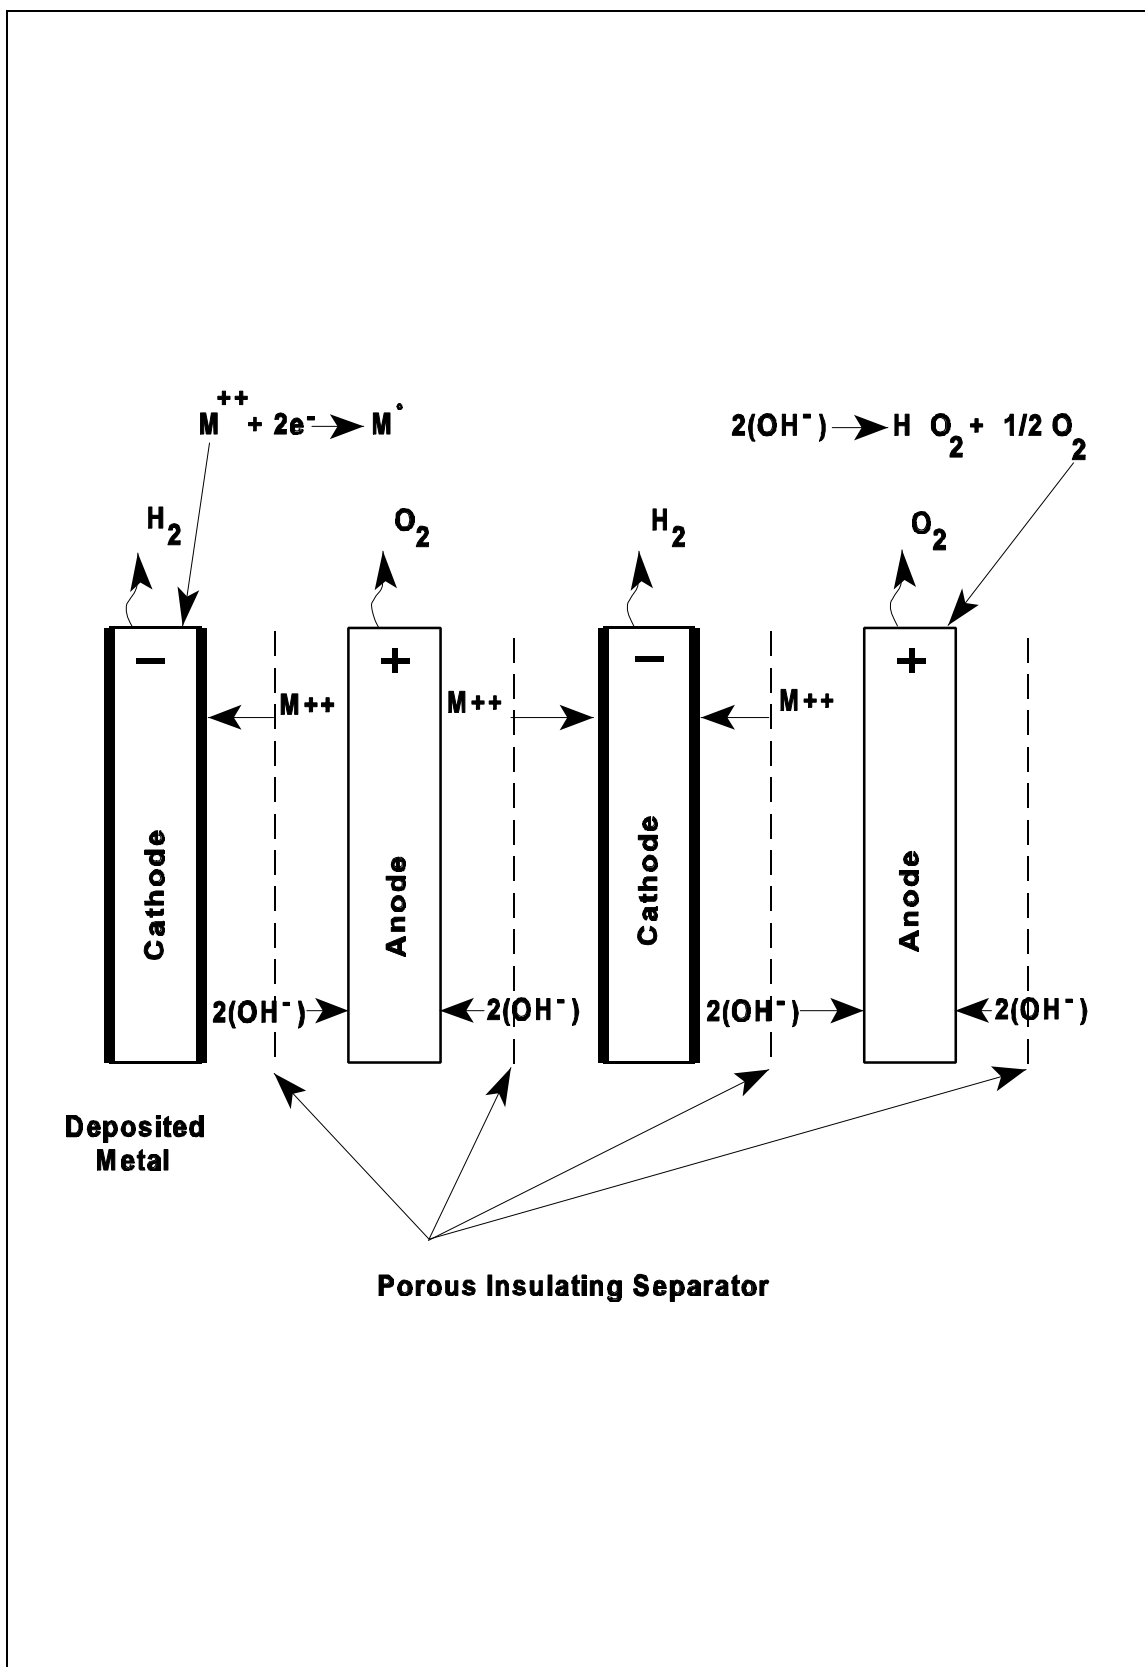 M++ + 2e- → M°
2(OH-) → H O2 + 1/2 O2
H2
O2
H2
O2
−
+
−
+
M++
M++
M++
Cathode
Anode
Cathode
Anode
2(OH-)
2(OH-)
2(OH-)
2(OH-)
Deposited
Metal
Porous Insulating Separator